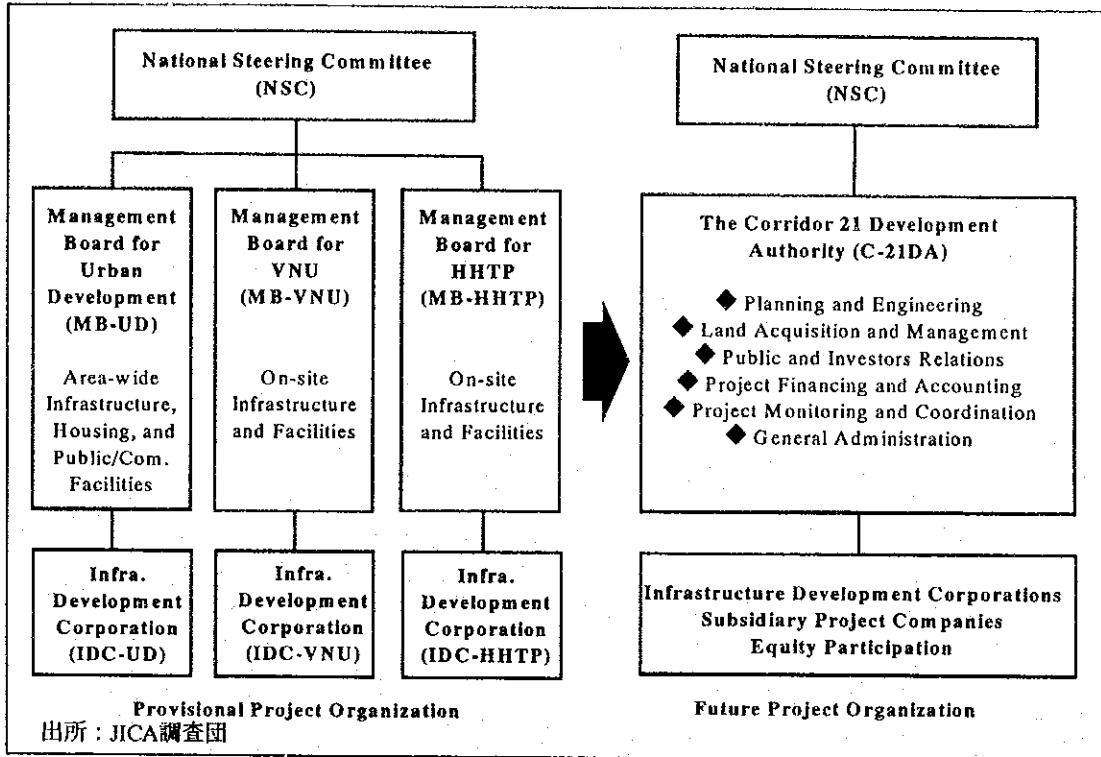 National Steering Committee
(NSC)
Management
Board for
Urban
Development
(MB-UD)
Area-wide
Infrastructure,
Housing, and
Public/Com.
Facilities
Management
Board for
VNU
(MB-VNU)
On-site
Infrastructure
and Facilities
Management
Board for
HHTP
(MB-HHTP)
On-site
Infrastructure
and Facilities
Infra.
Development
Corporation
(IDC-UD)
Infra.
Development
Corporation
(IDC-VNU)
Infra.
Development
Corporation
(IDC-HHTP)
Provisional Project Organization
National Steering Committee
(NSC)
The Corridor 21 Development
Authority (C-21DA)
◆ Planning and Engineering
◆ Land Acquisition and Management
◆ Public and Investors Relations
◆ Project Financing and Accounting
◆ Project Monitoring and Coordination
◆ General Administration
Infrastructure Development Corporations
Subsidiary Project Companies
Equity Participation
Future Project Organization
出所：JICA調査団